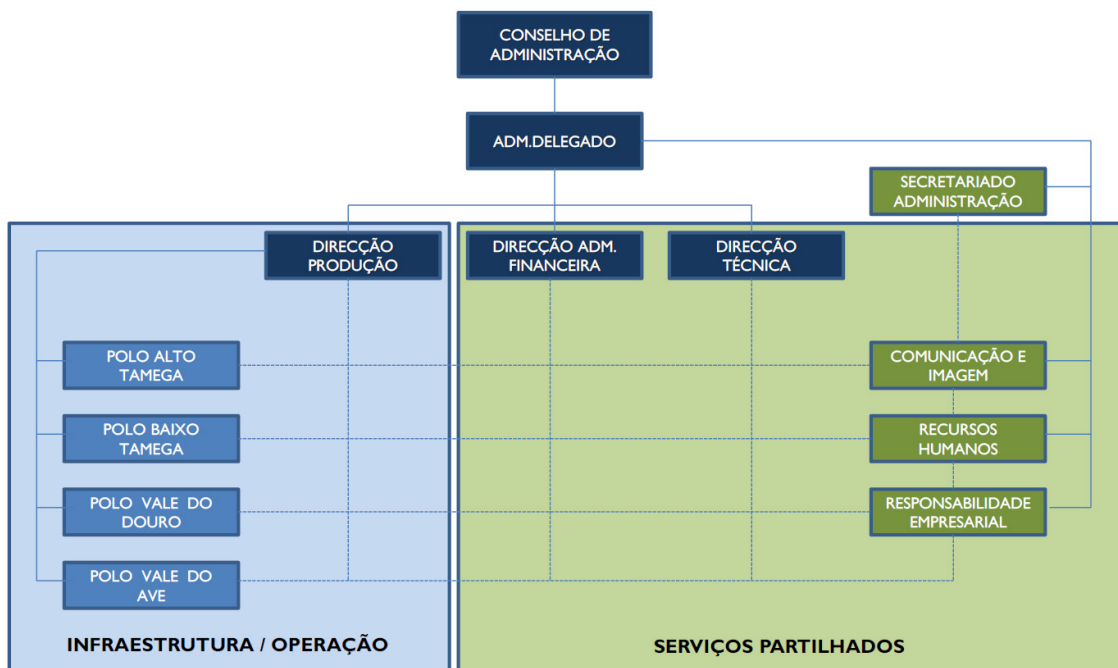 CONSELHO DE
ADMINISTRAÇÃO
ADM.DELEGADO
SECRETARIADO
ADMINISTRAÇÃO
DIRECÇÃO
PRODUÇÃO
DIRECÇÃO ADM.
FINANCEIRA
DIRECÇÃO
TÉCNICA
POLO ALTO
TAMEGA
COMUNICAÇÃO E
IMAGEM
POLO BAIXO
TAMEGA
RECURSOS
HUMANOS
POLO VALE DO
DOURO
RESPONSABILIDADE
EMPRESARIAL
POLO VALE DO
AVE
INFRAESTRUTURA / OPERAÇÃO
SERVIÇOS PARTILHADOS